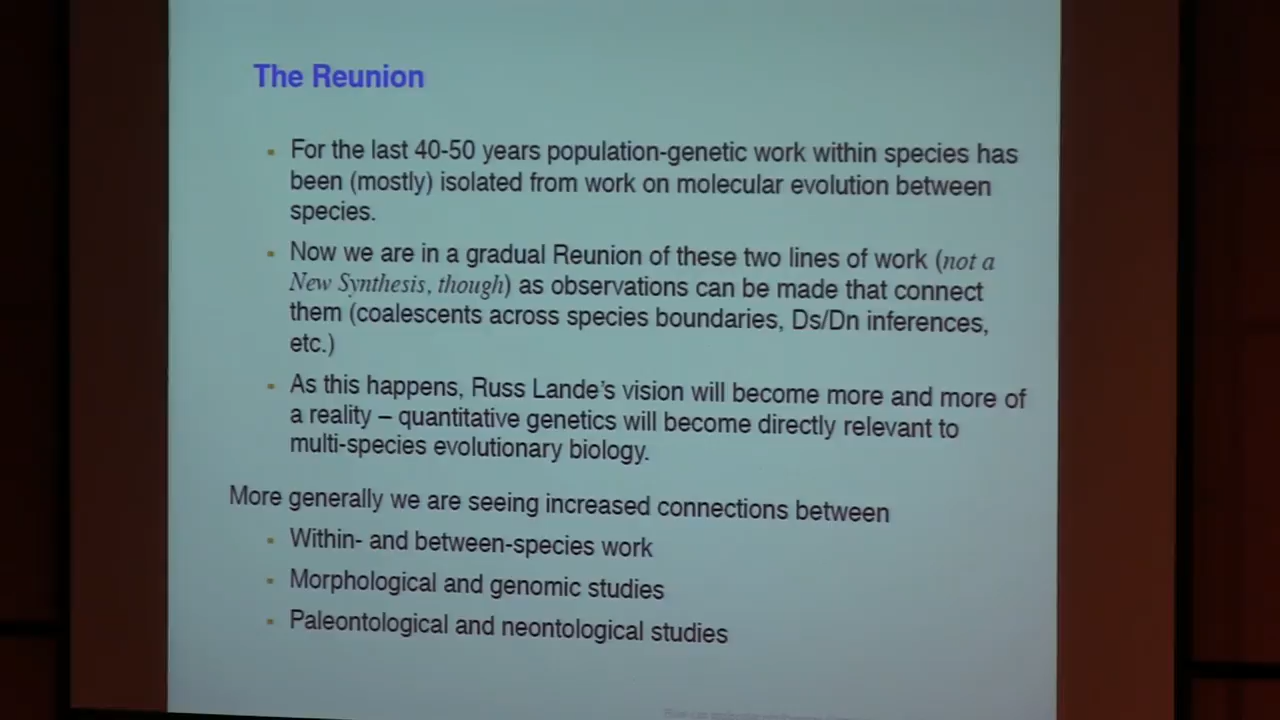 The Reunion
For the last 40-50 years population-genetic work within species has
been (mostly) isolated from work on molecular evolution between
species.
Now we are in a gradual Reunion of these two lines of work (not a
New Synthesis, though) as observations can be made that connect
them (coalescents across species boundaries, Ds/Dn inferences,
etc.)
As this happens, Russ Lande's vision will become more and more of
a reality – quantitative genetics will become directly relevant to
multi-species evolutionary biology.
More generally we are seeing increased connections between
Within- and between-species work
Morphological and genomic studies
Paleontological and neontological studies